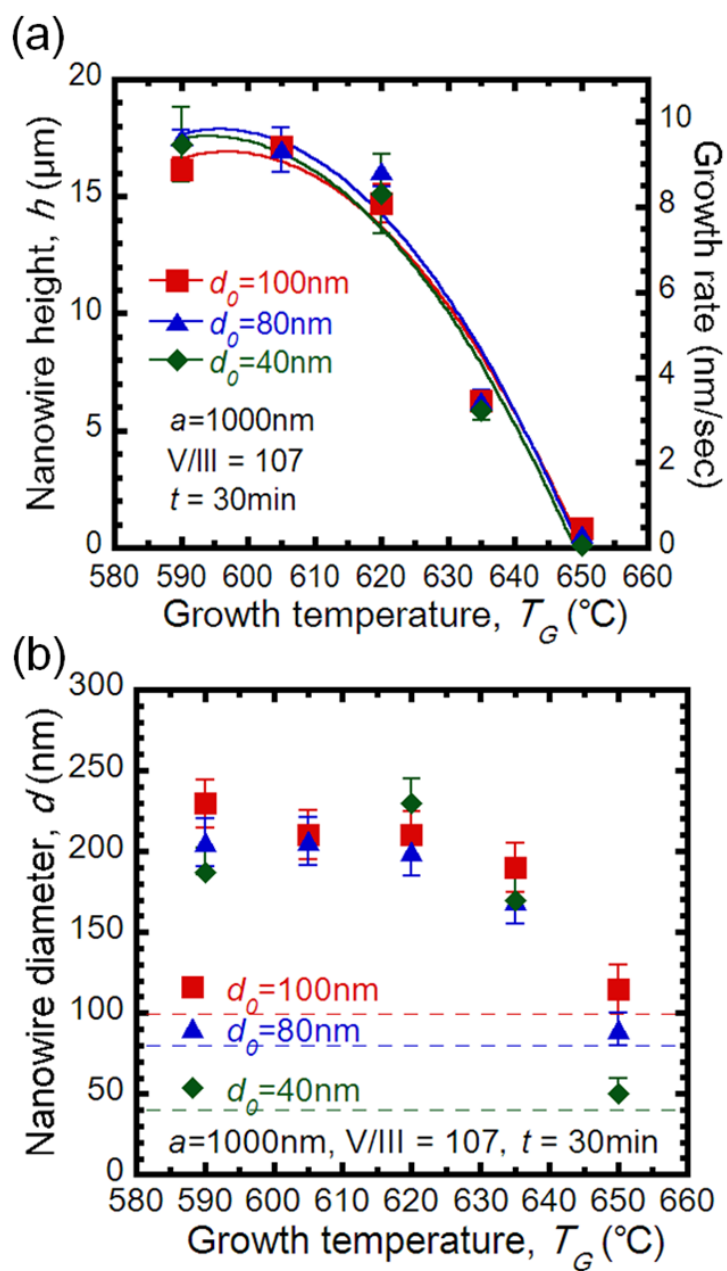 (a)
20
15
10
5
0
Nanowire height, h (µm)
10
8
6
4
2
0
Growth rate (nm/sec)
d0=100nm
d0=80nm
d0=40nm
a=1000nm
V/III = 107
t = 30min
580 590 600 610 620 630 640 650 660
Growth temperature, TG (°C)
(b)
300
250
200
150
100
50
0
Nanowire diameter, d (nm)
d0=100nm
d0=80nm
d0=40nm
a=1000nm, V/III = 107, t = 30min
580 590 600 610 620 630 640 650 660
Growth temperature, TG (°C)